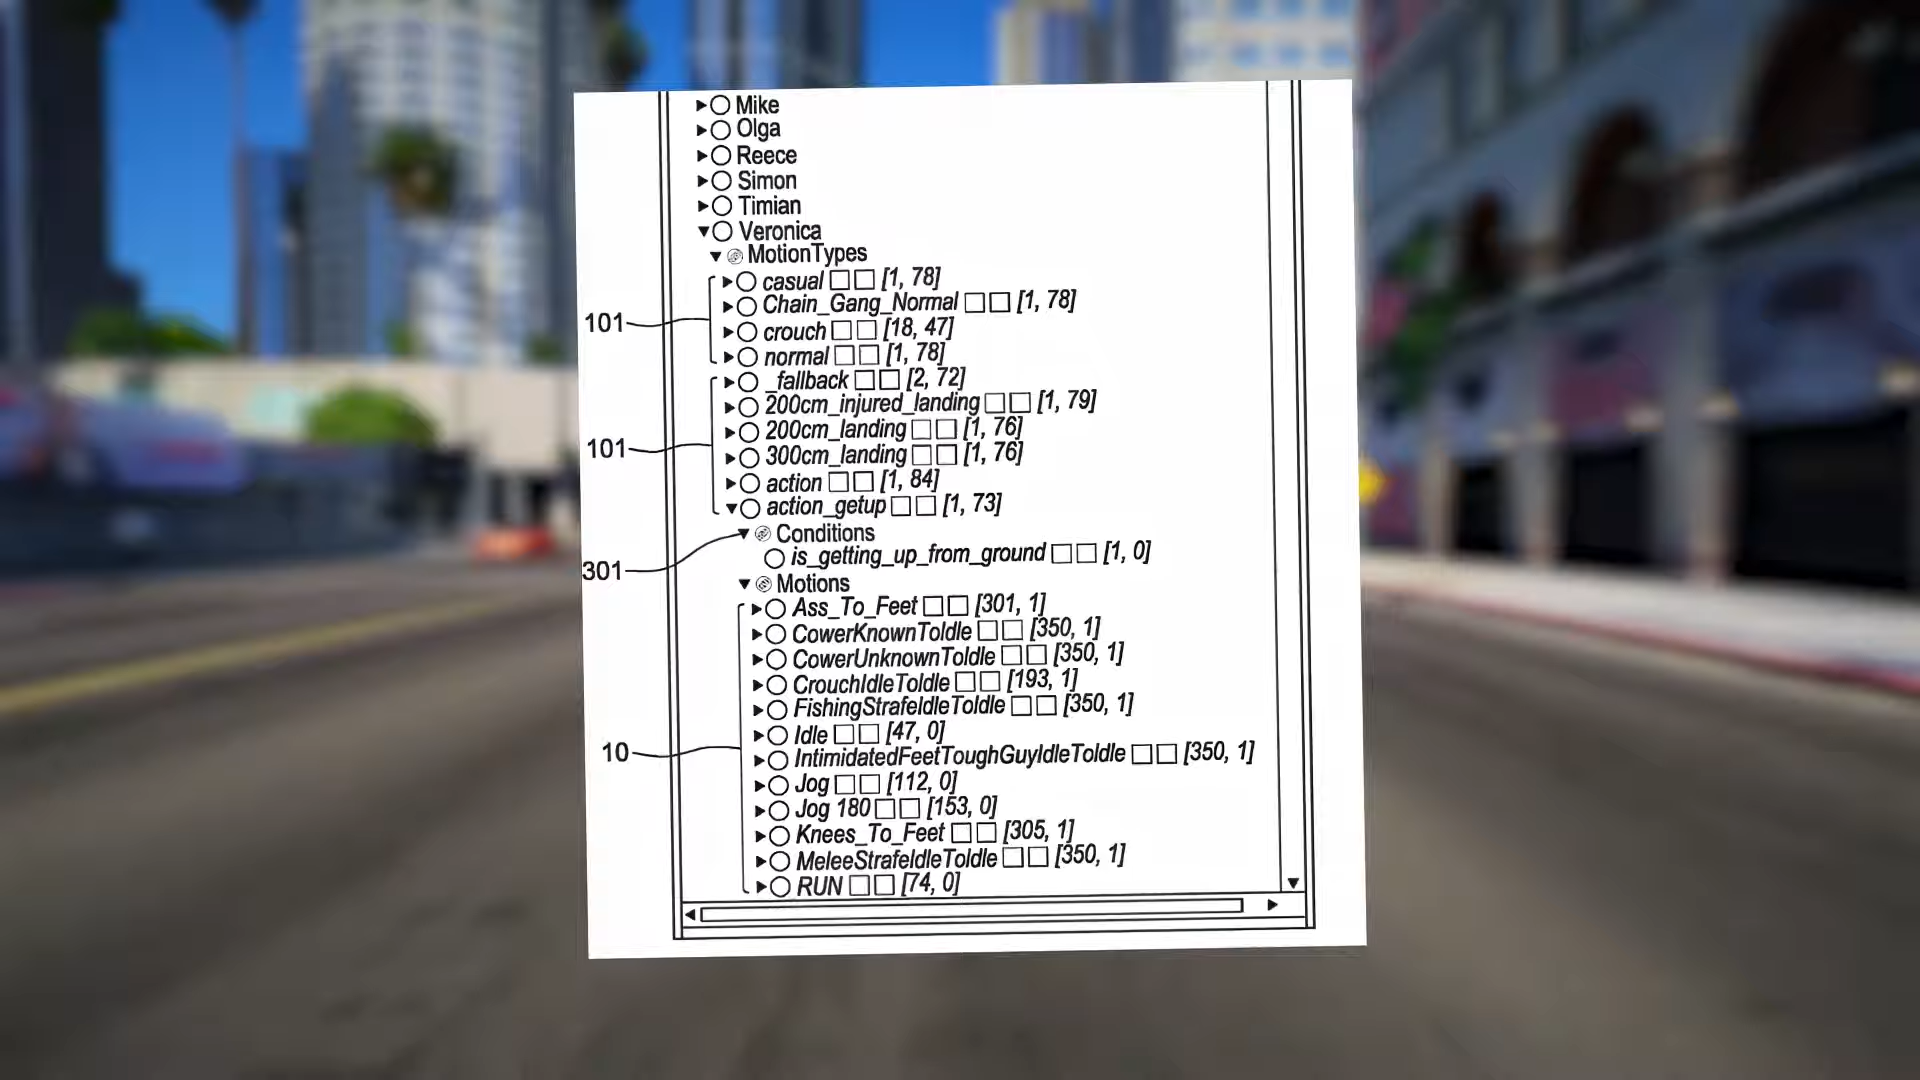 Mike
Olga
Reece
Simon
Timian
Veronica
MotionTypes
casual [1, 78]
Chain_Gang_Normal [1, 78]
101
crouch [18, 47]
normal [1, 78]
_fallback [2, 72]
200cm_injured_landing [1, 79]
200cm_landing [1, 76]
101
300cm_landing [1, 76]
action [1, 84]
action_getup [1, 73]
Conditions
is_getting_up_from_ground [1, 0]
301
Motions
Ass_To_Feet [301, 1]
CowerKnownToIdle [350, 1]
CowerUnknownToIdle [350, 1]
CrouchIdleToIdle [193, 1]
FishingStrafeIdleToIdle [350, 1]
Idle [47, 0]
10
IntimidatedFeetToughGuyIdleToIdle [350, 1]
Jog [112, 0]
Jog 180 [153, 0]
Knees_To_Feet [305, 1]
MeleeStrafeIdleToIdle [350, 1]
RUN [74, 0]